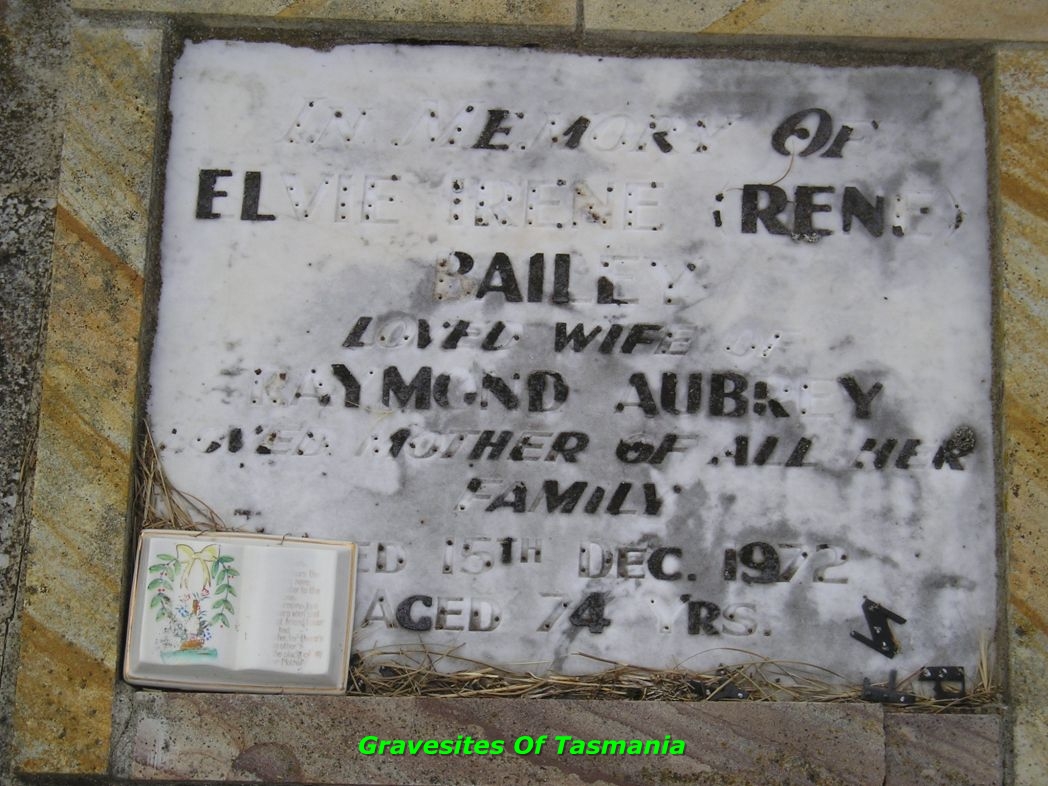 IN MEMORY OF
ELVIE IRENE (RENE)
BAILEY
LOVED WIFE OF
RAYMOND AUBREY
LOVED MOTHER OF ALL HER
FAMILY
DIED 15TH DEC. 1972
AGED 74 YRS.
Gravesites Of Tasmania